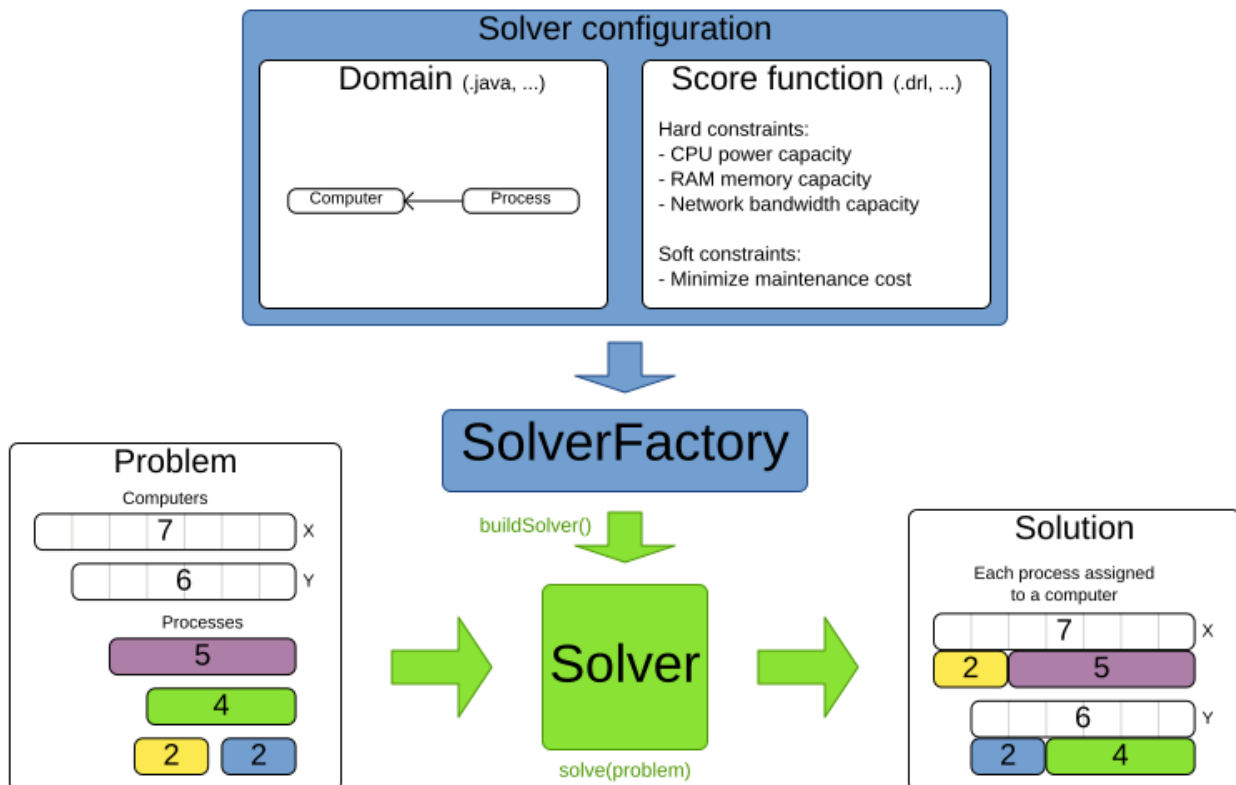 Solver configuration
Domain (.java, ...)
Computer
Process
Score function (.drl, ...)
Hard constraints:
- CPU power capacity
- RAM memory capacity
- Network bandwidth capacity
Soft constraints:
- Minimize maintenance cost
SolverFactory
buildSolver()
Problem
Computers
7 X
6 Y
Processes
5
4
2 2
Solver
solve(problem)
Solution
Each process assigned
to a computer
7 X
2 5
6 Y
2 4